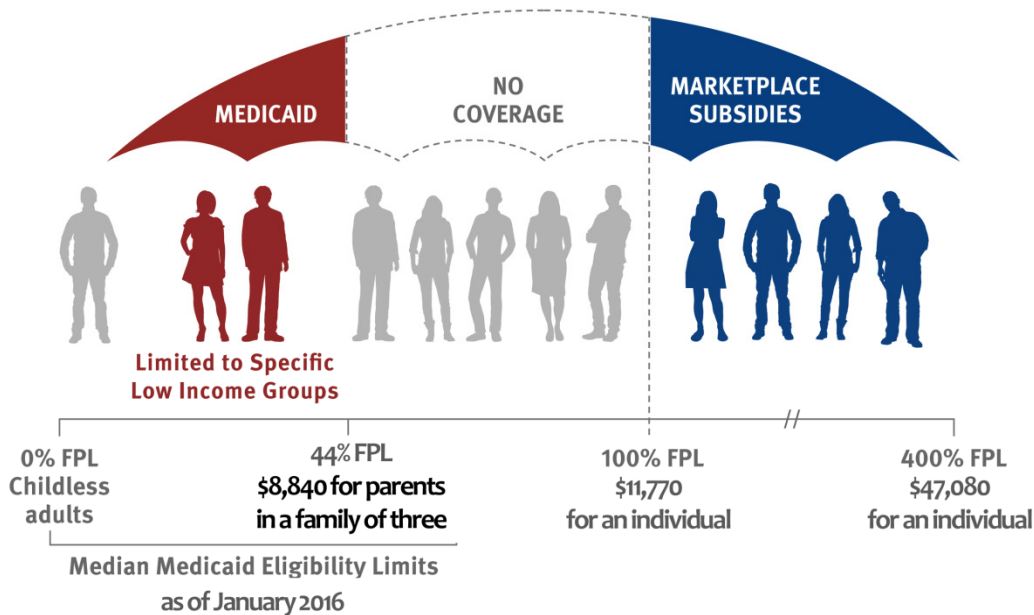 MEDICAID
NO
COVERAGE
MARKETPLACE
SUBSIDIES
Limited to Specific
Low Income Groups
0% FPL
Childless
adults
44% FPL
$8,840 for parents
in a family of three
100% FPL
$11,770
for an individual
400% FPL
$47,080
for an individual
Median Medicaid Eligibility Limits
as of January 2016